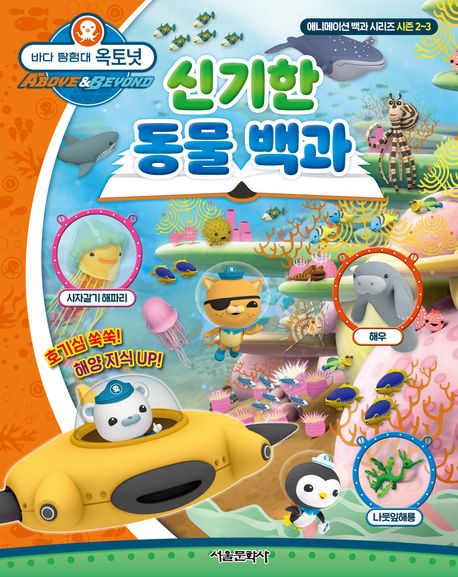 애니메이션 백과 시리즈 시즌 2~3
바다 탐험대 옥토넛
ABOVE & BEYOND
신기한
동물 백과
사자갈기 해파리
해우
호기심 쑥쑥!
해양 지식 UP!
나뭇잎해룡
서울문화사